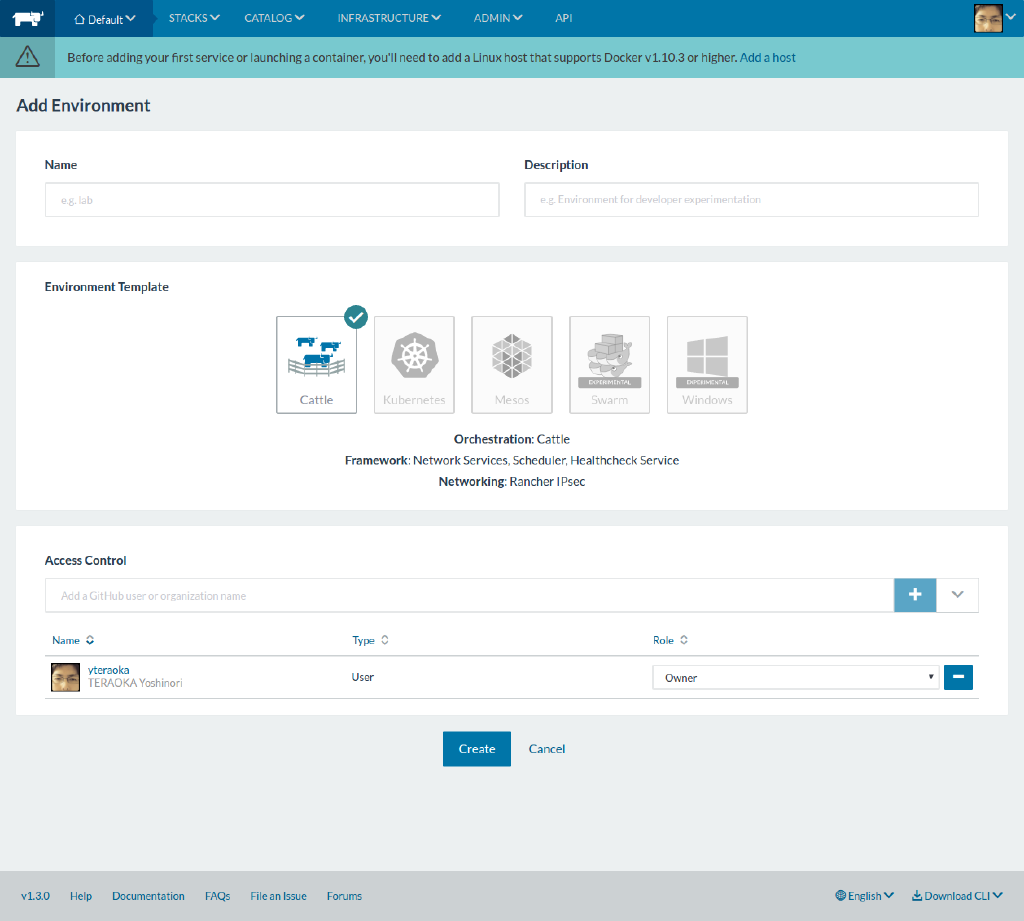 Default STACKS CATALOG INFRASTRUCTURE ADMIN API
Before adding your first service or launching a container, you'll need to add a Linux host that supports Docker v1.10.3 or higher. Add a host
Add Environment
Name Description
e.g. lab e.g. Environment for developer experimentation
Environment Template
EXPERIMENTAL EXPERIMENTAL
Cattle Kubernetes Mesos Swarm Windows
Orchestration: Cattle
Framework: Network Services, Scheduler, Healthcheck Service
Networking: Rancher IPsec
Access Control
Add a GitHub user or organization name
Name Type Role
yteraoka
TERAOKA Yoshinori
User Owner
Create Cancel
v1.3.0 Help Documentation FAQs File an Issue Forums English Download CLI